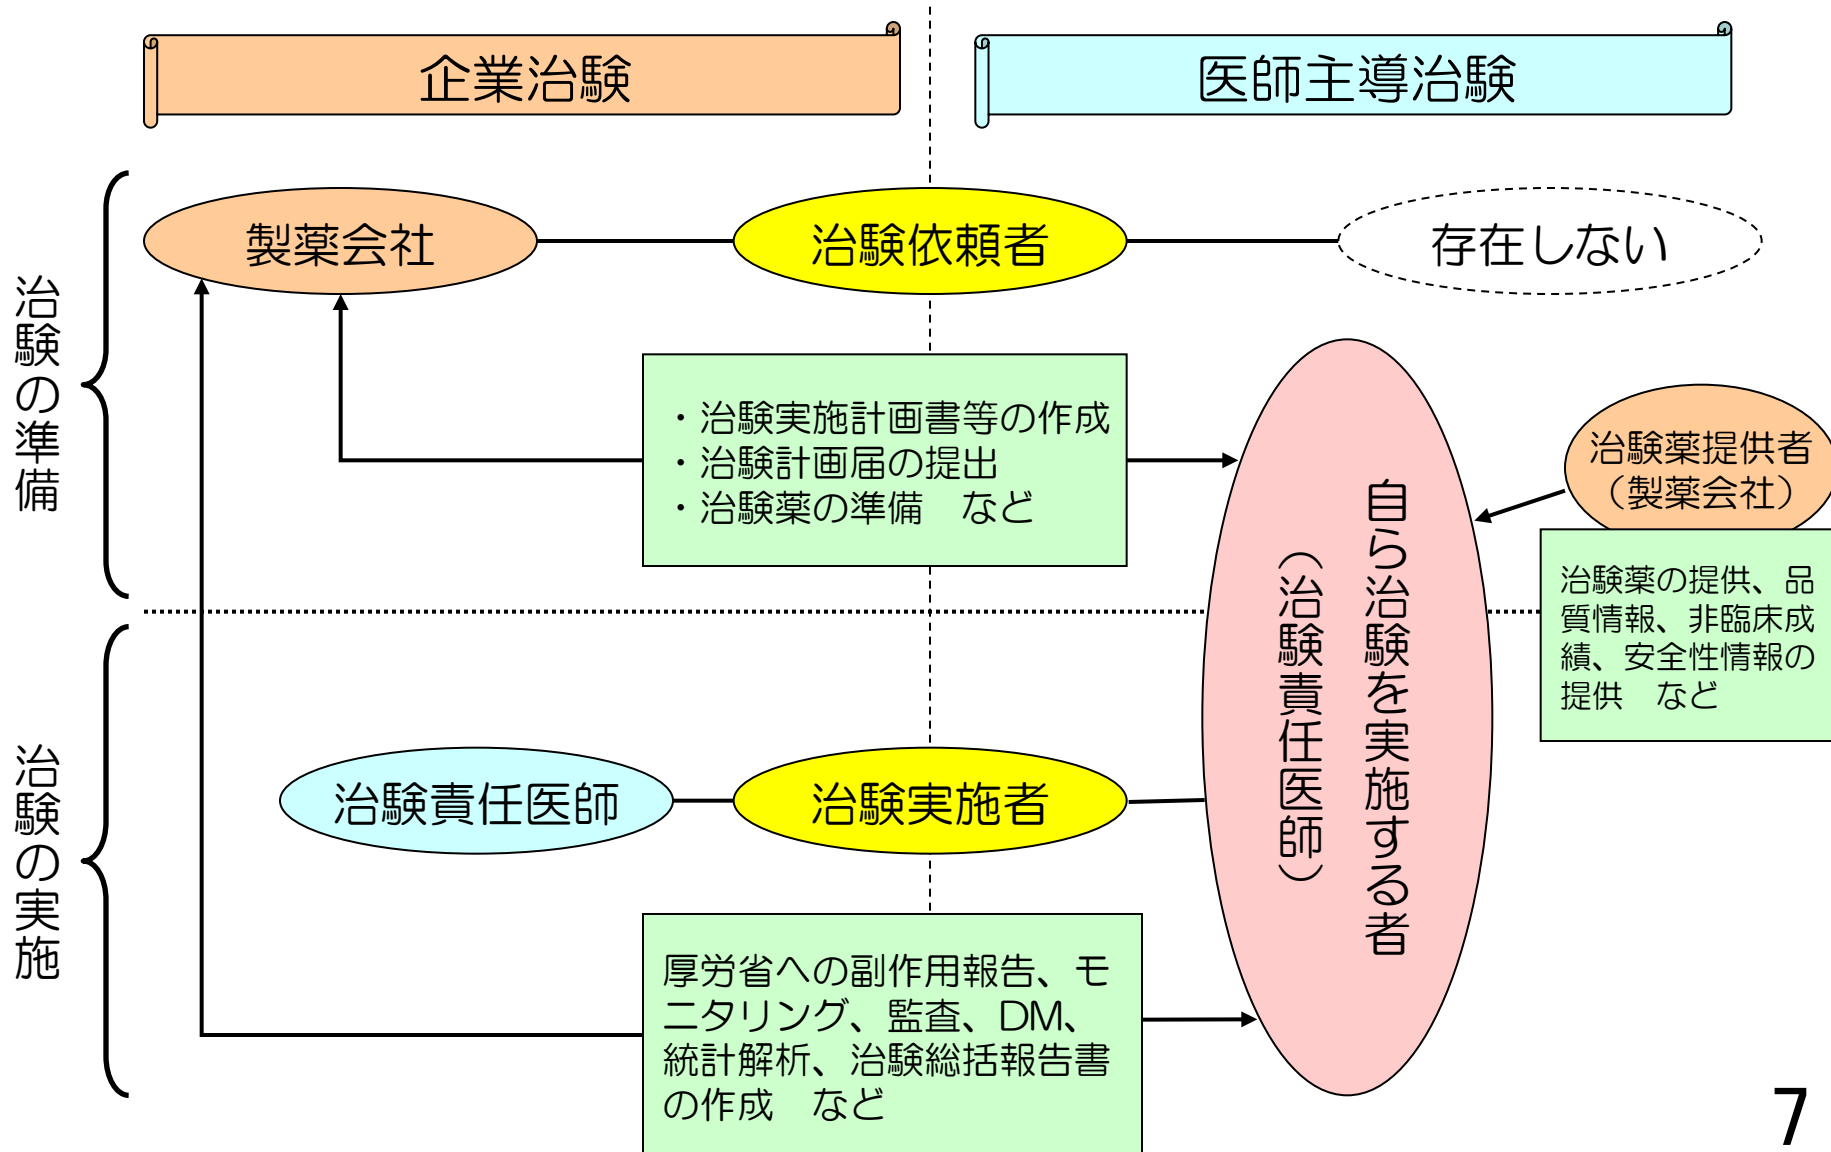 企業治験
医師主導治験
治験の準備
製薬会社
治験依頼者
存在しない
・治験実施計画書等の作成
・治験計画届の提出
・治験薬の準備　など
自ら治験を実施する者
（治験責任医師）
治験薬提供者
（製薬会社）
治験薬の提供、品
質情報、非臨床成
績、安全性情報の
提供　など
治験の実施
治験責任医師
治験実施者
厚労省への副作用報告、モ
ニタリング、監査、DM、
統計解析、治験総括報告書
の作成　など
7